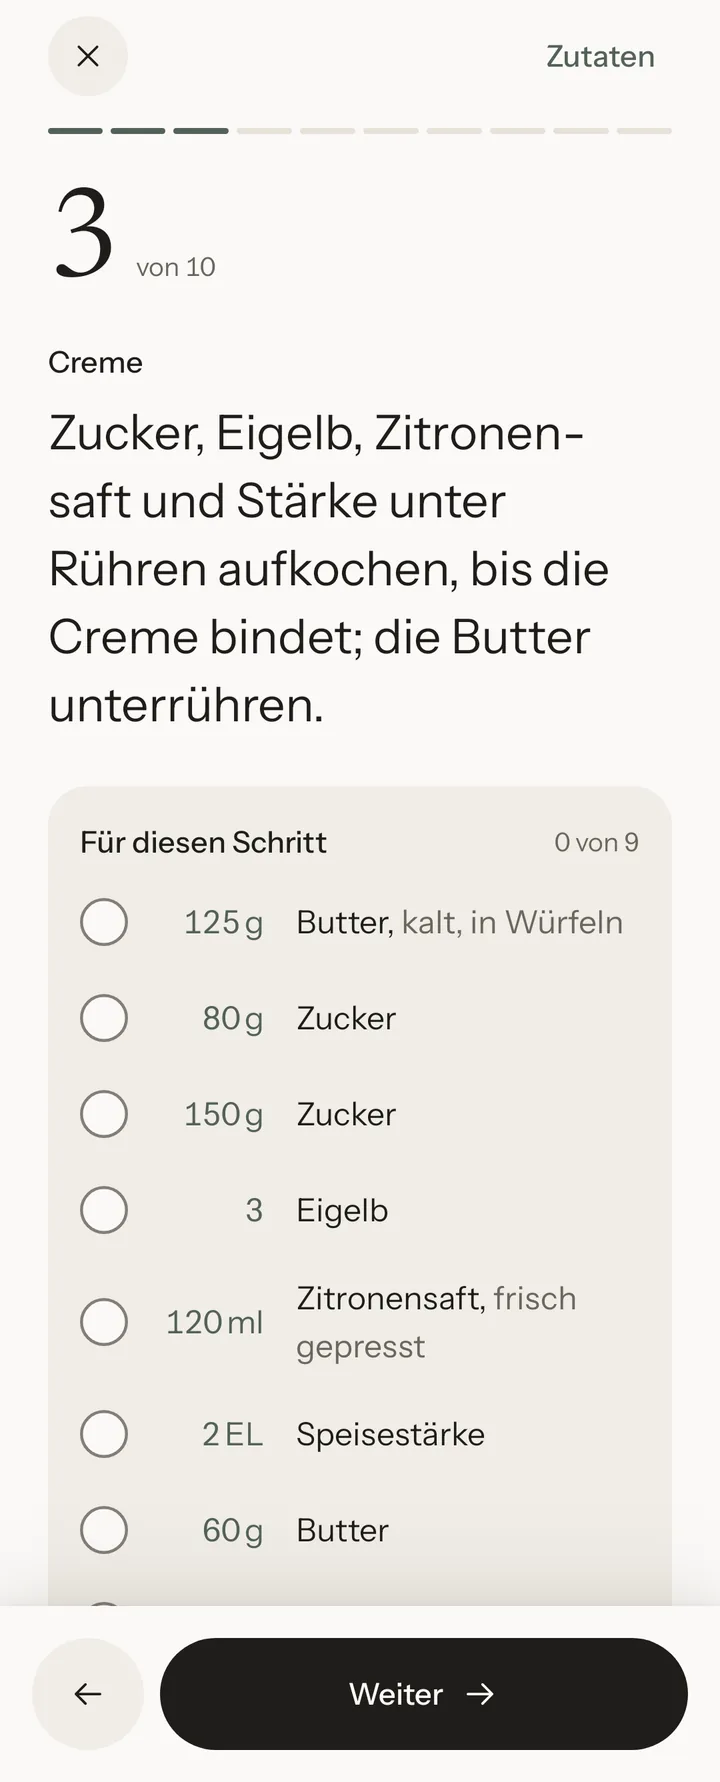 Zutaten
3 von 10
Creme
Zucker, Eigelb, Zitronen-
saft und Stärke unter
Rühren aufkochen, bis die
Creme bindet; die Butter
unterrühren.
Für diesen Schritt 0 von 9
125 g Butter, kalt, in Würfeln
80 g Zucker
150 g Zucker
3 Eigelb
120 ml Zitronensaft, frisch
gepresst
2 EL Speisestärke
60 g Butter
Weiter